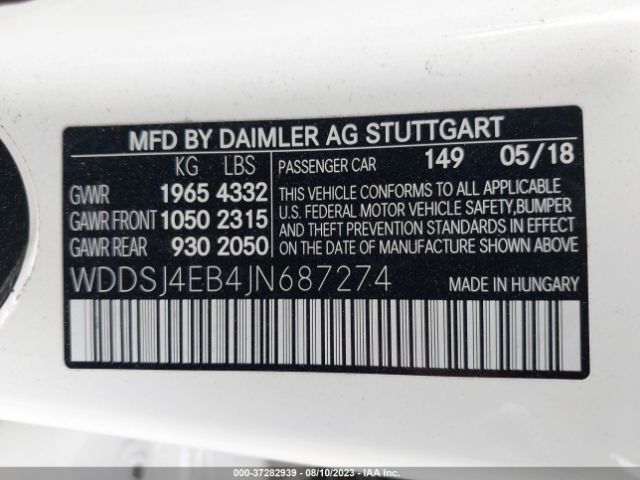 MFD BY DAIMLER AG STUTTGART
KG LBS
PASSENGER CAR 149 05/18
GVWR 1965 4332
GAWR FRONT 1050 2315
GAWR REAR 930 2050
THIS VEHICLE CONFORMS TO ALL APPLICABLE
U.S. FEDERAL MOTOR VEHICLE SAFETY,BUMPER
AND THEFT PREVENTION STANDARDS IN EFFECT
ON THE DATE OF MANUFACTURE SHOWN ABOVE
WDDSJ4EB4JN687274 MADE IN HUNGARY
000-37282939 - 08/10/2023 - IAA Inc.